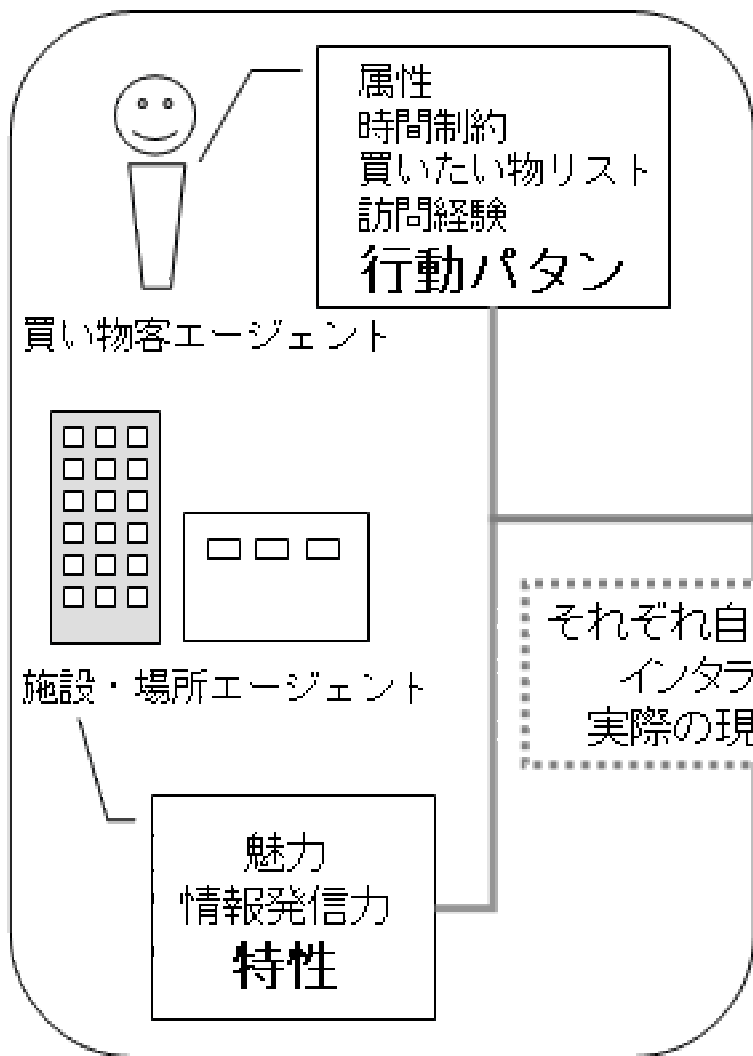 属性
時間制約
買いたい物リスト
訪問経験
行動パタン
買い物客エージェント
施設・場所エージェント
それぞれ自
インタラ
実際の現
魅力
情報発信力
特性